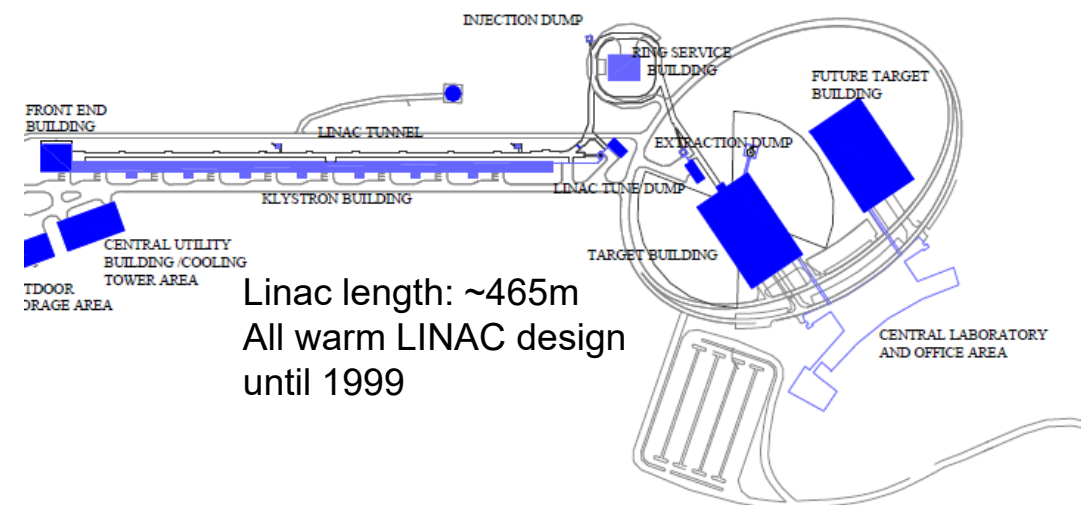 INJECTION DUMP
RING SERVICE
BUILDING
FUTURE TARGET
BUILDING
FRONT END
BUILDING
LINAC TUNNEL
EXTRACTION DUMP
LINAC TUNE DUMP
KLYSTRON BUILDING
TARGET BUILDING
CENTRAL UTILITY
BUILDING /COOLING
TOWER AREA
TDOOR
ORAGE AREA
Linac length: ~465m
All warm LINAC design
until 1999
CENTRAL LABORATORY
AND OFFICE AREA